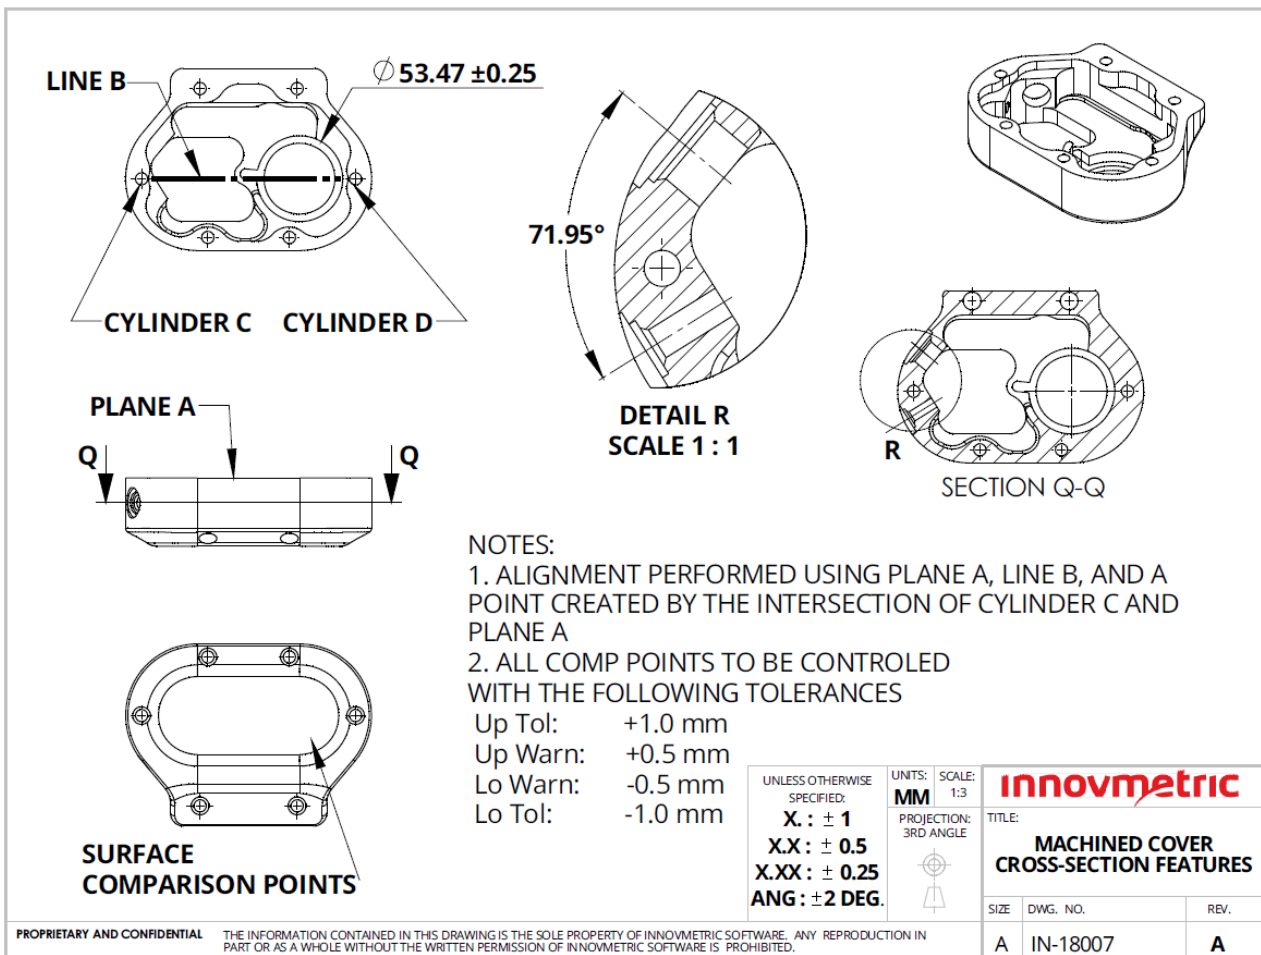 LINE B
∅ 53.47 ±0.25
CYLINDER C
CYLINDER D
71.95°
DETAIL R
SCALE 1 : 1
R
SECTION Q-Q
PLANE A
Q
Q
NOTES:
1. ALIGNMENT PERFORMED USING PLANE A, LINE B, AND A
POINT CREATED BY THE INTERSECTION OF CYLINDER C AND
PLANE A
2. ALL COMP POINTS TO BE CONTROLED
WITH THE FOLLOWING TOLERANCES
Up Tol: +1.0 mm
Up Warn: +0.5 mm
Lo Warn: -0.5 mm
Lo Tol: -1.0 mm
SURFACE
COMPARISON POINTS
UNLESS OTHERWISE
SPECIFIED:
X. : ± 1
X.X : ± 0.5
X.XX : ± 0.25
ANG : ±2 DEG.
UNITS:
MM
SCALE:
1:3
PROJECTION:
3RD ANGLE
innovmetric
TITLE:
MACHINED COVER
CROSS-SECTION FEATURES
SIZE
A
DWG. NO.
IN-18007
REV.
A
PROPRIETARY AND CONFIDENTIAL
THE INFORMATION CONTAINED IN THIS DRAWING IS THE SOLE PROPERTY OF INNOVMETRIC SOFTWARE. ANY REPRODUCTION IN
PART OR AS A WHOLE WITHOUT THE WRITTEN PERMISSION OF INNOVMETRIC SOFTWARE IS PROHIBITED.